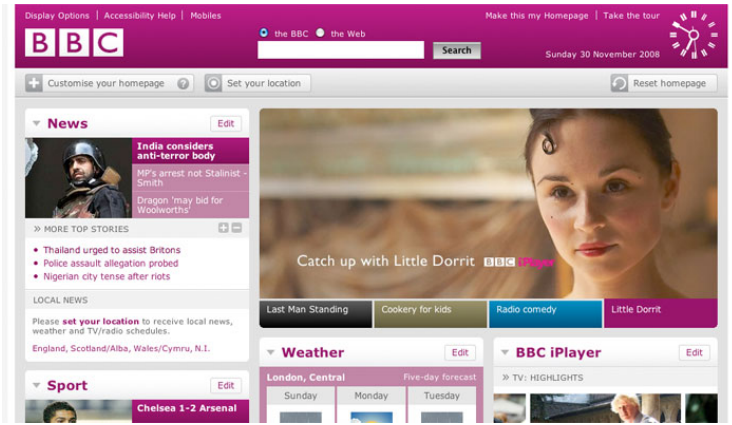 Display Options | Accessibility Help | Mobiles
Make this my Homepage | Take the tour
BBC
the BBC the Web
Search
Sunday 30 November 2008
Customise your homepage ?
Set your location
Reset homepage
News
Edit
India considers
anti-terror body
MP's arrest not Stalinist -
Smith
Dragon 'may bid for
Woolworths'
» MORE TOP STORIES
Thailand urged to assist Britons
Police assault allegation probed
Nigerian city tense after riots
LOCAL NEWS
Please set your location to receive local news,
weather and TV/radio schedules.
England, Scotland/Alba, Wales/Cymru, N.I.
Catch up with Little Dorrit BBC iPlayer
Last Man Standing
Cookery for kids
Radio comedy
Little Dorrit
Sport
Edit
Chelsea 1-2 Arsenal
Weather
Edit
London, Central
Five-day forecast
Sunday
Monday
Tuesday
BBC iPlayer
Edit
» TV: HIGHLIGHTS